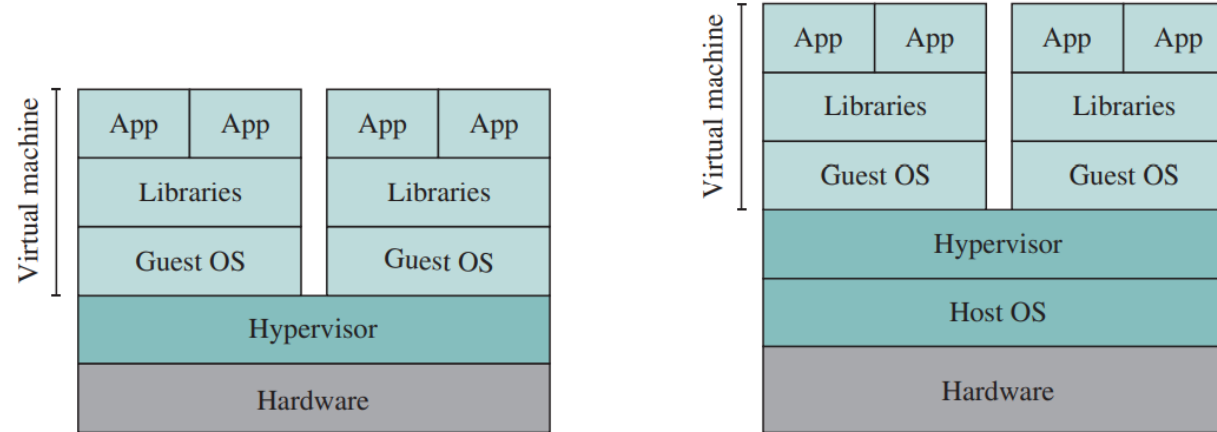 Virtual machine
App App App App
Libraries Libraries
Guest OS Guest OS
Hypervisor
Hardware
Virtual machine
App App App App
Libraries Libraries
Guest OS Guest OS
Hypervisor
Host OS
Hardware